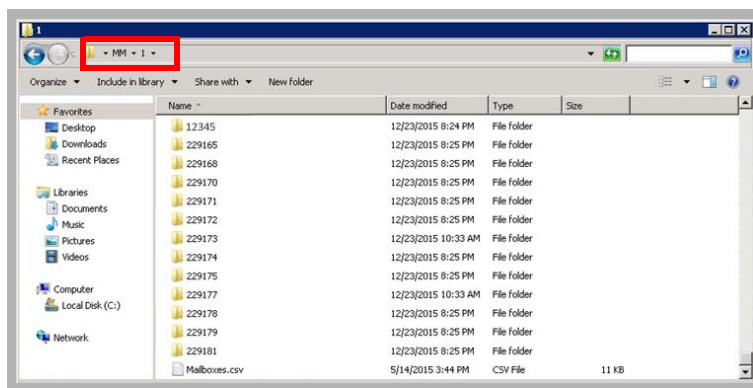 1
MM 1
Organize Include in library Share with New folder
Favorites
Desktop
Downloads
Recent Places
Libraries
Documents
Music
Pictures
Videos
Computer
Local Disk (C:)
Network
Name Date modified Type Size
12345 12/23/2015 8:24 PM File folder
229165 12/23/2015 8:25 PM File folder
229168 12/23/2015 8:25 PM File folder
229170 12/23/2015 8:25 PM File folder
229171 12/23/2015 8:25 PM File folder
229172 12/23/2015 8:25 PM File folder
229173 12/23/2015 10:33 AM File folder
229174 12/23/2015 8:25 PM File folder
229175 12/23/2015 8:25 PM File folder
229177 12/23/2015 10:33 AM File folder
229178 12/23/2015 8:25 PM File folder
229179 12/23/2015 8:25 PM File folder
229181 12/23/2015 8:25 PM File folder
Mailboxes.csv 5/14/2015 3:44 PM CSV File 11 KB